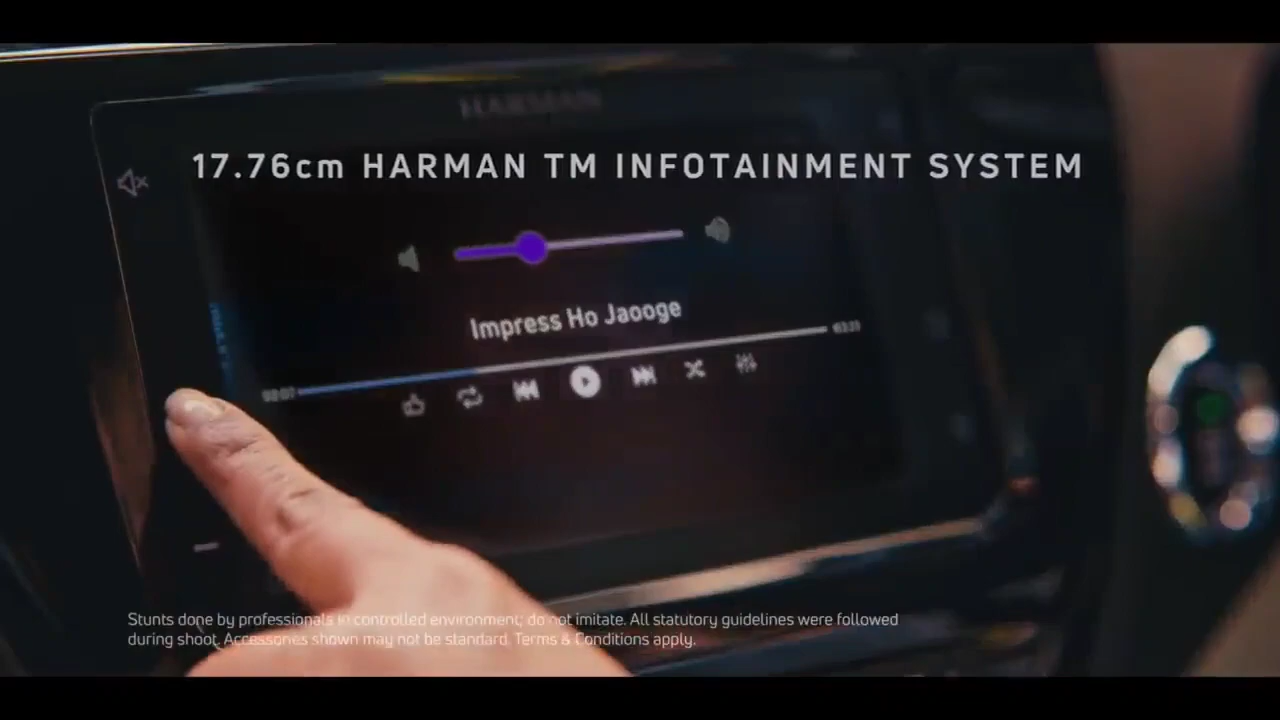 HARMAN
17.76cm HARMAN TM INFOTAINMENT SYSTEM
Impress Ho Jaooge
Stunts done by professionals in controlled environment; do not imitate. All statutory guidelines were followed
during shoot. Accessories shown may not be standard. Terms & Conditions apply.